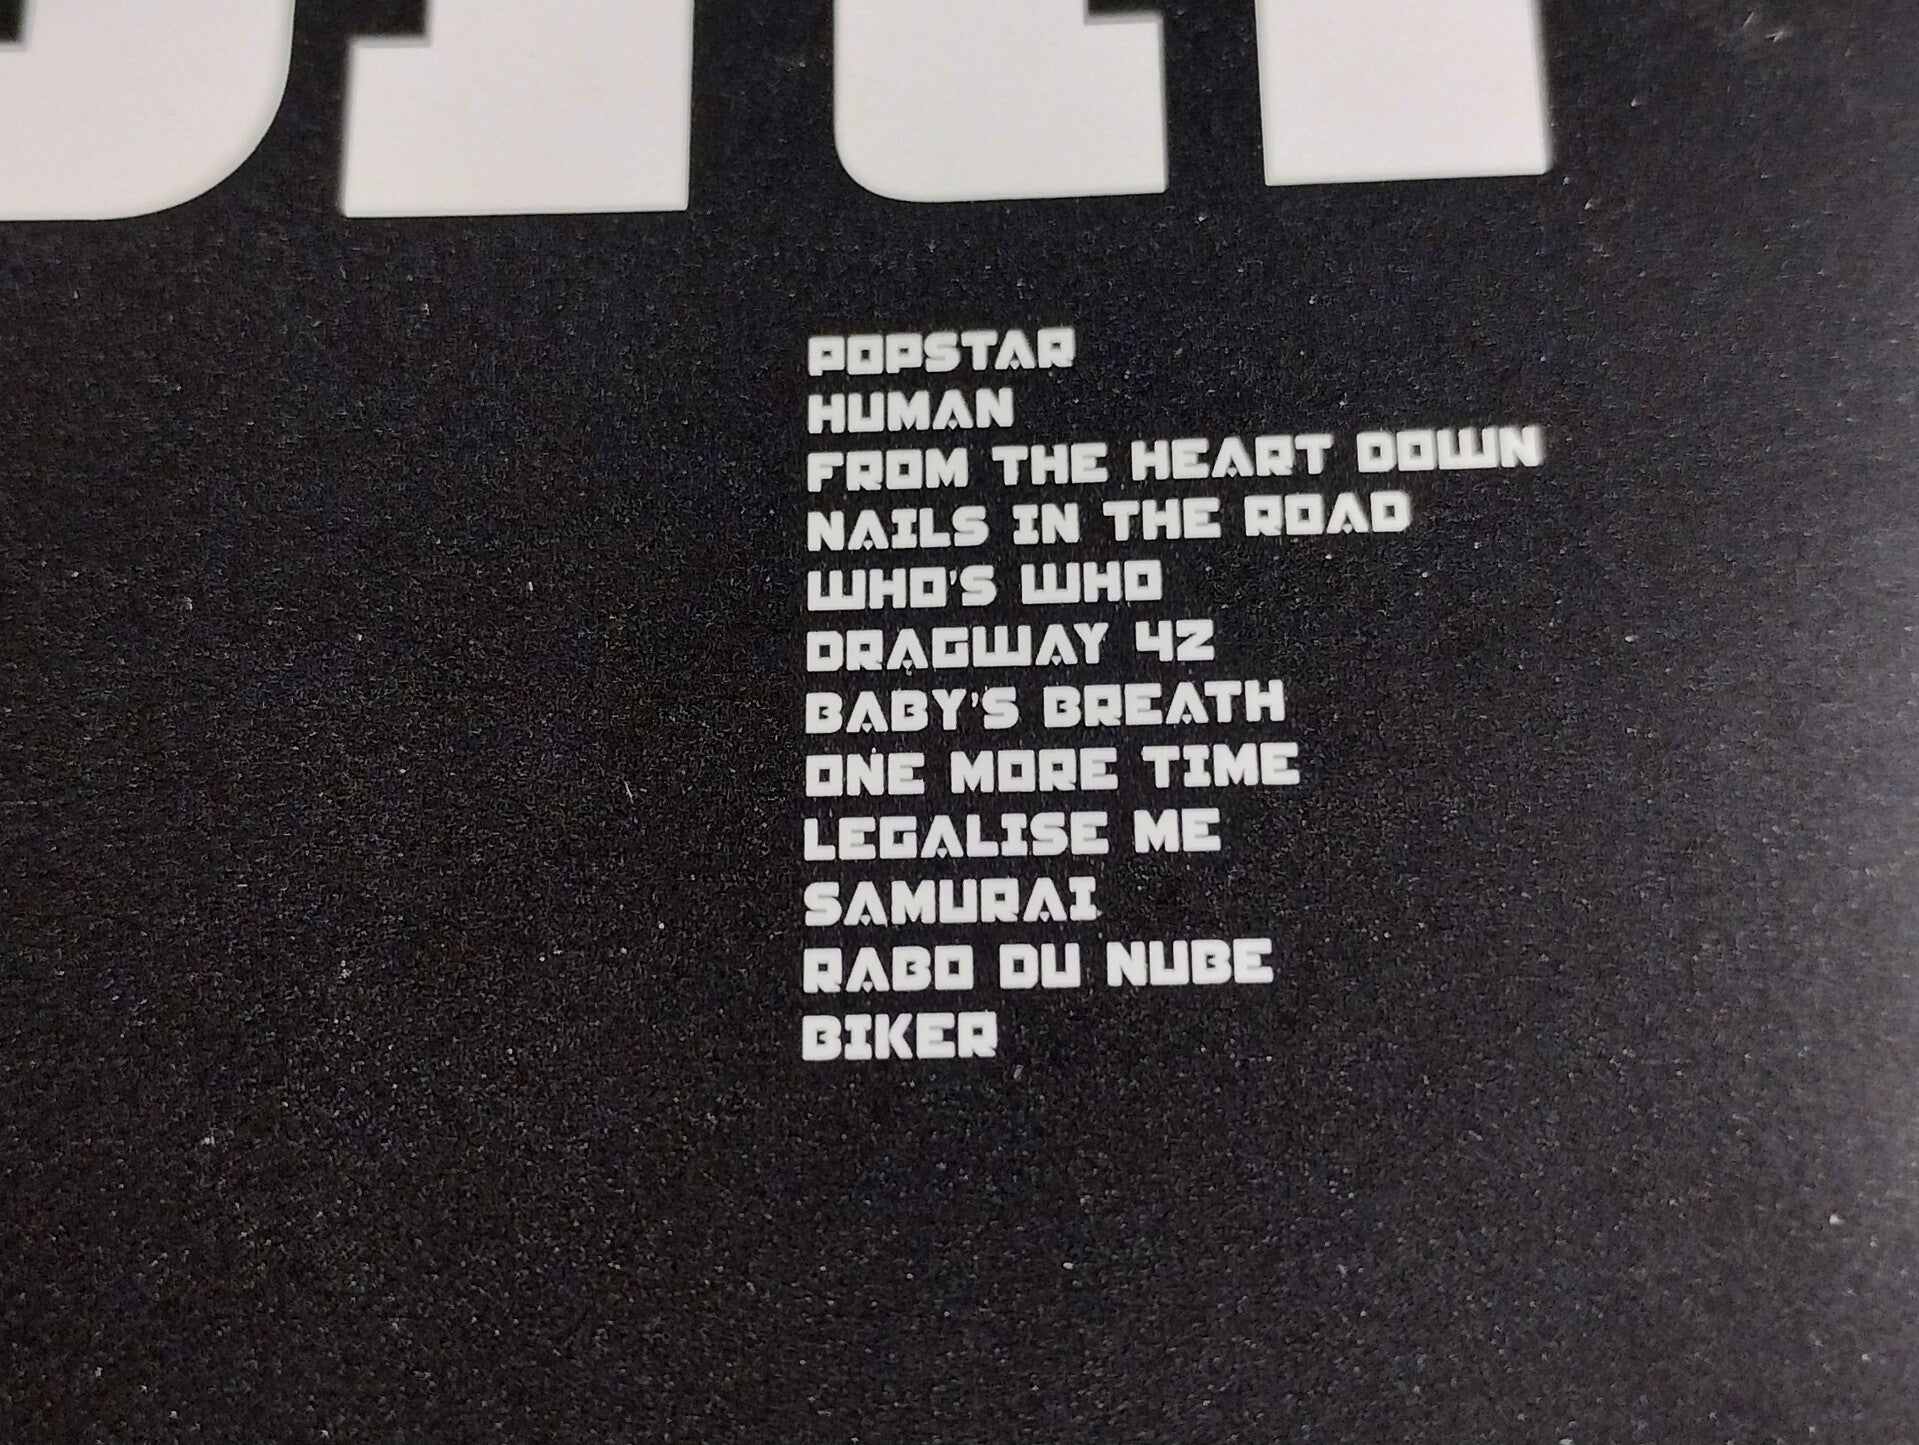 POPSTAR
HUMAN
FROM THE HEART DOWN
NAILS IN THE ROAD
WHO'S WHO
DRAGWAY 42
BABY'S BREATH
ONE MORE TIME
LEGALISE ME
SAMURAI
RABO DU NUBE
BIKER